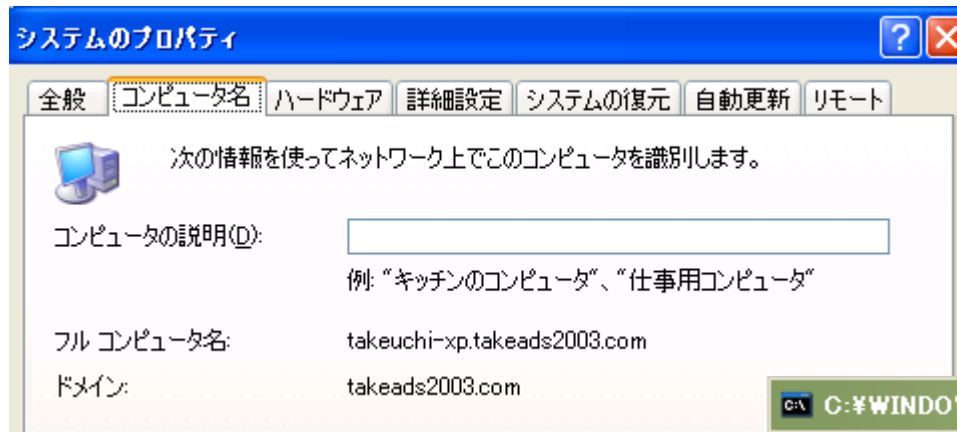 システムのプロパティ
全般 コンピュータ名 ハードウェア 詳細設定 システムの復元 自動更新 リモート
次の情報を使ってネットワーク上でこのコンピュータを識別します。
コンピュータの説明(D):
例: "キッチンのコンピュータ"、"仕事用コンピュータ"
フル コンピュータ名: takeuchi-xp.takeads2003.com
ドメイン: takeads2003.com
C:¥WINDO